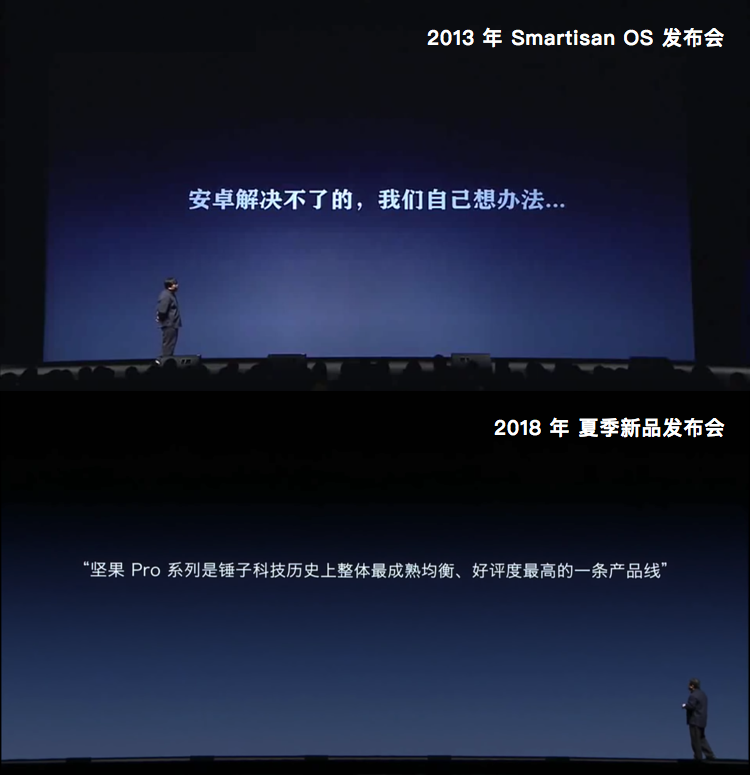 2013 年 Smartisan OS 发布会
安卓解决不了的，我们自己想办法...
2018 年 夏季新品发布会
“坚果 Pro 系列是锤子科技历史上整体最成熟均衡、好评度最高的一条产品线”